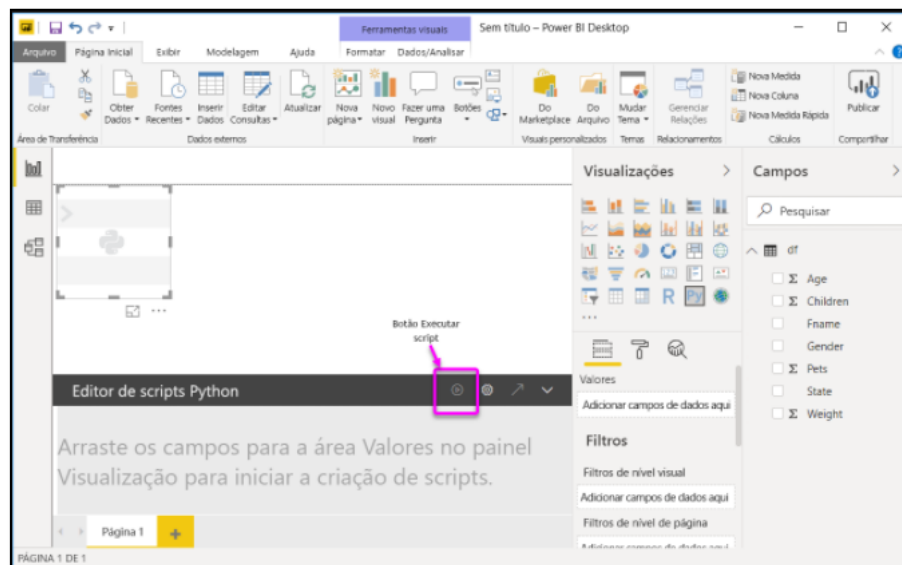 Ferramentas visuais
Sem título – Power BI Desktop
Arquivo
Página Inicial
Exibir
Modelagem
Ajuda
Formatar
Dados/Analisar
Colar
Obter
Dados
Fontes
Recentes
Inserir
Dados
Editar
Consultas
Atualizar
Nova
página
Novo
visual
Fazer uma
Pergunta
Botões
Do
Marketplace
Do
Arquivo
Mudar
Tema
Gerenciar
Relações
Nova Medida
Nova Coluna
Nova Medida Rápida
Publicar
Área de Transferência
Dados externos
Inserir
Visuais personalizados
Temas
Relacionamentos
Cálculos
Compartilhar
Visualizações
R
Py
Valores
Adicionar campos de dados aqui
Filtros
Filtros de nível visual
Adicionar campos de dados aqui
Filtros de nível de página
Adicionar campos de dados aqui
Campos
Pesquisar
df
Σ Age
Σ Children
Fname
Gender
Σ Pets
State
Σ Weight
Botão Executar
script
Editor de scripts Python
Arraste os campos para a área Valores no painel
Visualização para iniciar a criação de scripts.
Página 1
PÁGINA 1 DE 1